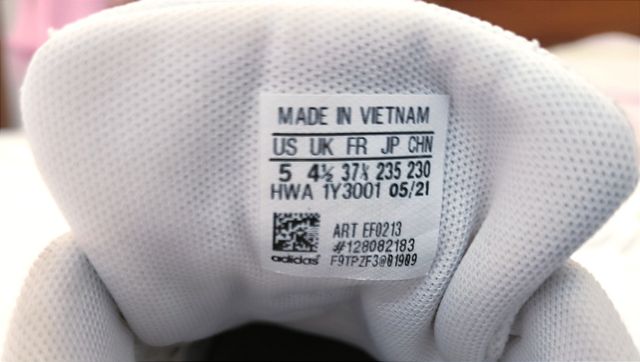 MADE IN VIETNAM
US UK FR JP CHN
5 4½ 37⅓ 235 230
HWA 1Y3001 05/21
ART EF0213
#128082183
adidas F9TPZF3@01909